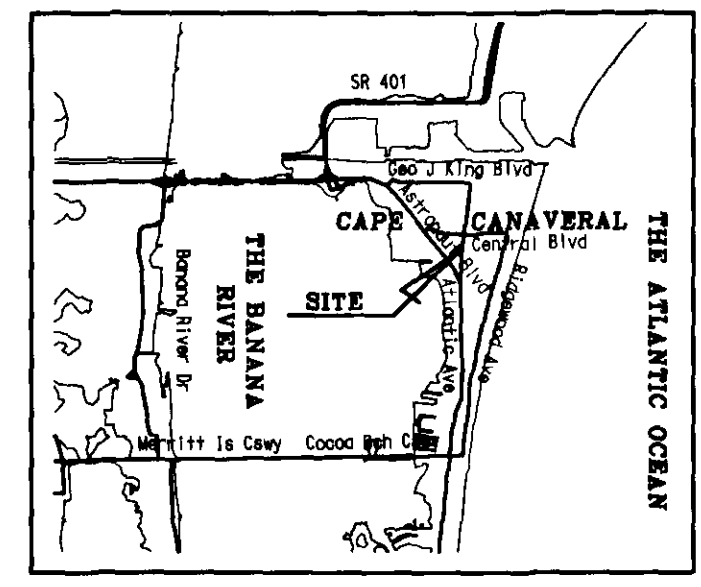 SR 401
Geo J King Blvd
Astronaut Blvd
CAPE CANAVERAL
Central Blvd
THE ATLANTIC OCEAN
THE BANANA
RIVER
Banana River Dr
SITE
Atlantic Ave
Ridgewood Ave
Merritt Is Cswy
Cocoa Bch Cswy